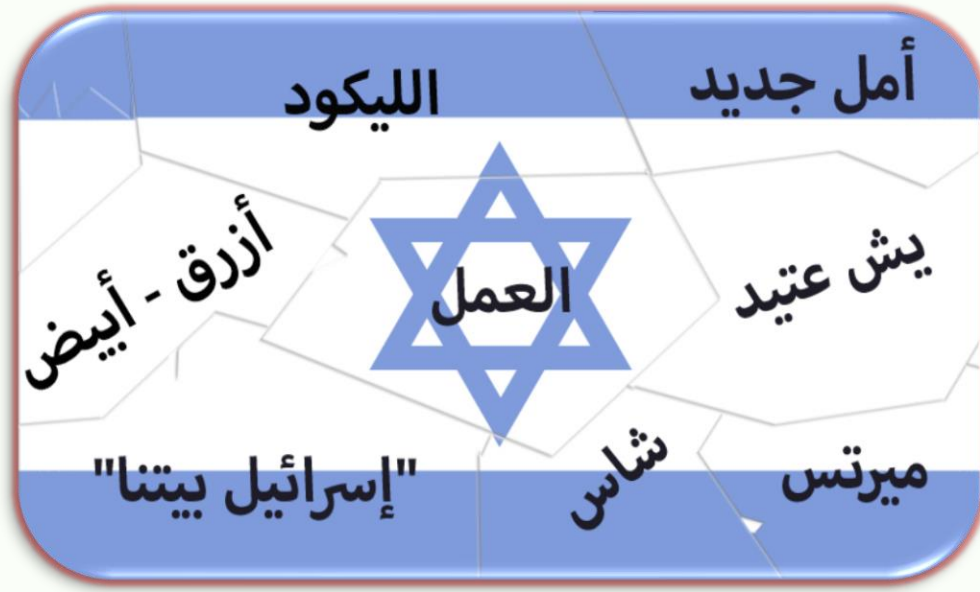 أمل جديد
الليكود
يش عتيد
العمل
أزرق - أبيض
ميرتس
شاس
"إسرائيل بيتنا"